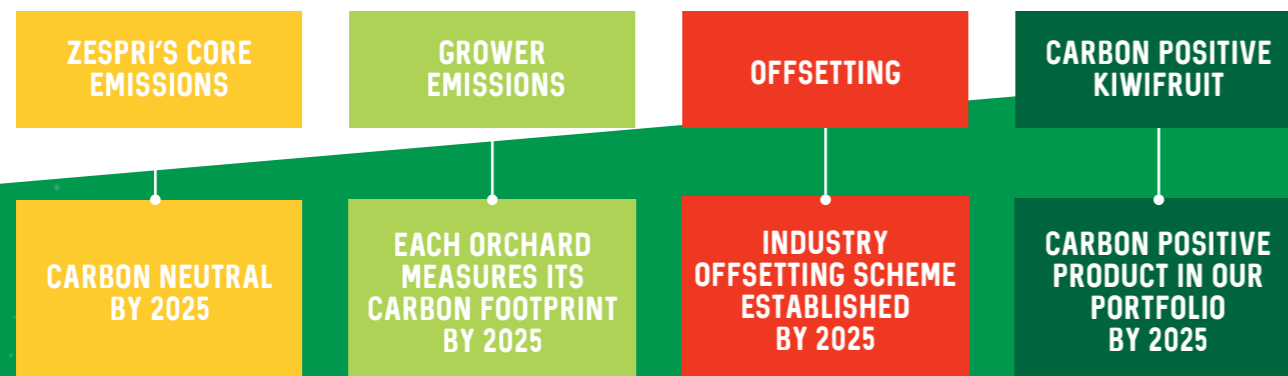 ZESPRI'S CORE
EMISSIONS
CARBON NEUTRAL
BY 2025
GROWER
EMISSIONS
EACH ORCHARD
MEASURES ITS
CARBON FOOTPRINT
BY 2025
OFFSETTING
INDUSTRY
OFFSETTING SCHEME
ESTABLISHED
BY 2025
CARBON POSITIVE
KIWIFRUIT
CARBON POSITIVE
PRODUCT IN OUR
PORTFOLIO
BY 2025